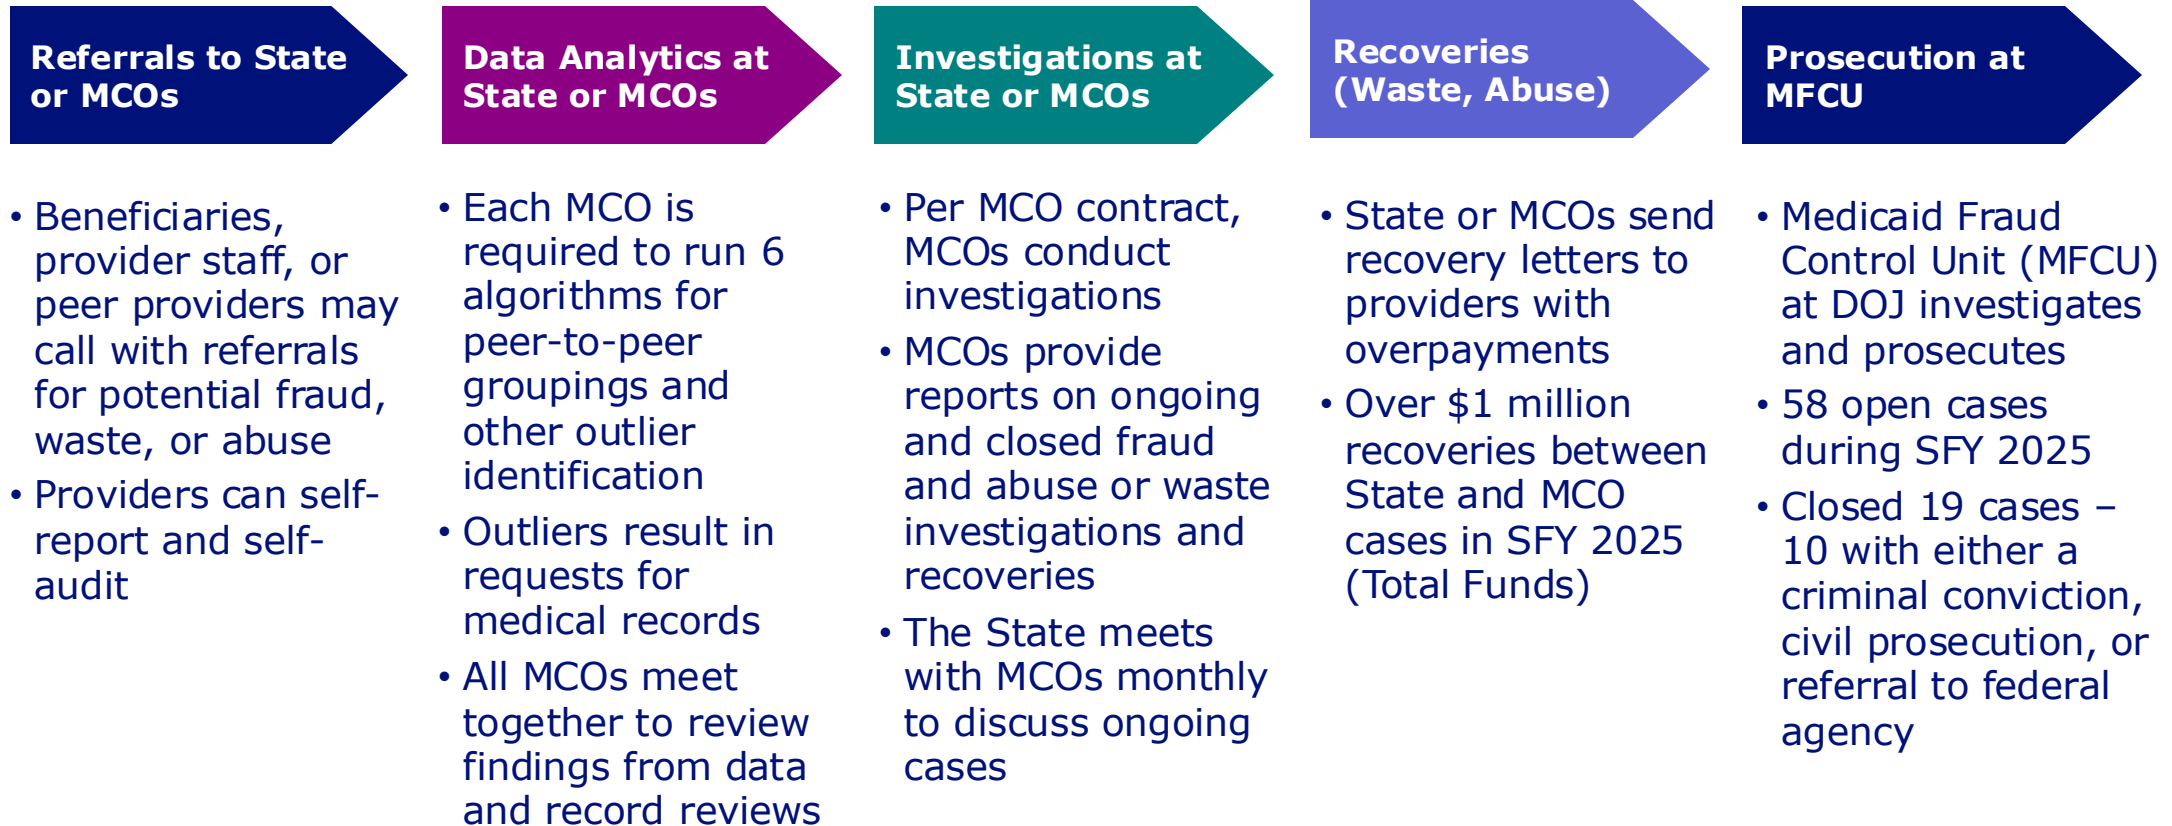 Referrals to State
or MCOs
• Beneficiaries,
provider staff, or
peer providers may
call with referrals
for potential fraud,
waste, or abuse
• Providers can self-
report and self-
audit
Data Analytics at
State or MCOs
• Each MCO is
required to run 6
algorithms for
peer-to-peer
groupings and
other outlier
identification
• Outliers result in
requests for
medical records
• All MCOs meet
together to review
findings from data
and record reviews
Investigations at
State or MCOs
• Per MCO contract,
MCOs conduct
investigations
• MCOs provide
reports on ongoing
and closed fraud
and abuse or waste
investigations and
recoveries
• The State meets
with MCOs monthly
to discuss ongoing
cases
Recoveries
(Waste, Abuse)
• State or MCOs send
recovery letters to
providers with
overpayments
• Over $1 million
recoveries between
State and MCO
cases in SFY 2025
(Total Funds)
Prosecution at
MFCU
• Medicaid Fraud
Control Unit (MFCU)
at DOJ investigates
and prosecutes
• 58 open cases
during SFY 2025
• Closed 19 cases –
10 with either a
criminal conviction,
civil prosecution, or
referral to federal
agency